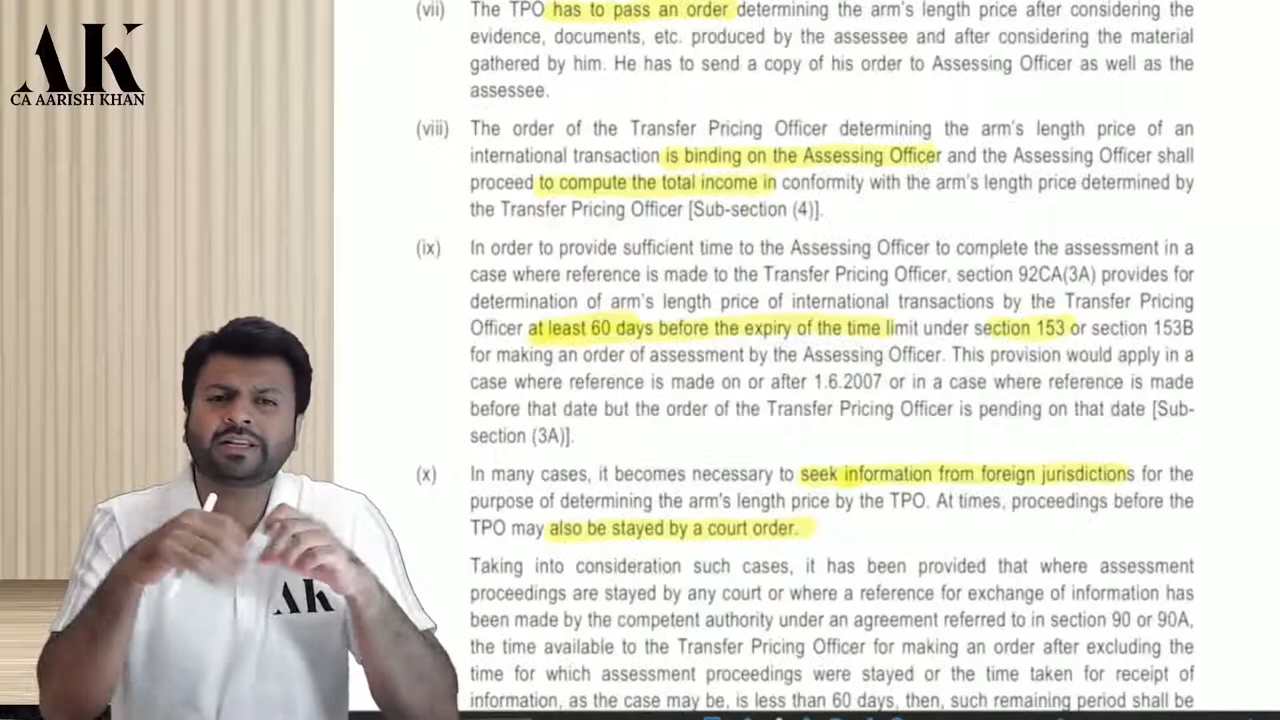 AK
CA AARISH KHAN
(vii) The TPO has to pass an order determining the arm's length price after considering the
evidence, documents, etc. produced by the assessee and after considering the material
gathered by him. He has to send a copy of his order to Assessing Officer as well as the
assessee.
(viii) The order of the Transfer Pricing Officer determining the arm's length price of an
international transaction is binding on the Assessing Officer and the Assessing Officer shall
proceed to compute the total income in conformity with the arm's length price determined by
the Transfer Pricing Officer [Sub-section (4)].
(ix) In order to provide sufficient time to the Assessing Officer to complete the assessment in a
case where reference is made to the Transfer Pricing Officer, section 92CA(3A) provides for
determination of arm's length price of international transactions by the Transfer Pricing
Officer at least 60 days before the expiry of the time limit under section 153 or section 153B
for making an order of assessment by the Assessing Officer. This provision would apply in a
case where reference is made on or after 1.6.2007 or in a case where reference is made
before that date but the order of the Transfer Pricing Officer is pending on that date [Sub-
section (3A)].
(x) In many cases, it becomes necessary to seek information from foreign jurisdictions for the
purpose of determining the arm's length price by the TPO. At times, proceedings before the
TPO may also be stayed by a court order.
Taking into consideration such cases, it has been provided that where assessment
proceedings are stayed by any court or where a reference for exchange of information has
been made by the competent authority under an agreement referred to in section 90 or 90A,
the time available to the Transfer Pricing Officer for making an order after excluding the
time for which assessment proceedings were stayed or the time taken for receipt of
information, as the case may be, is less than 60 days, then, such remaining period shall be
AK